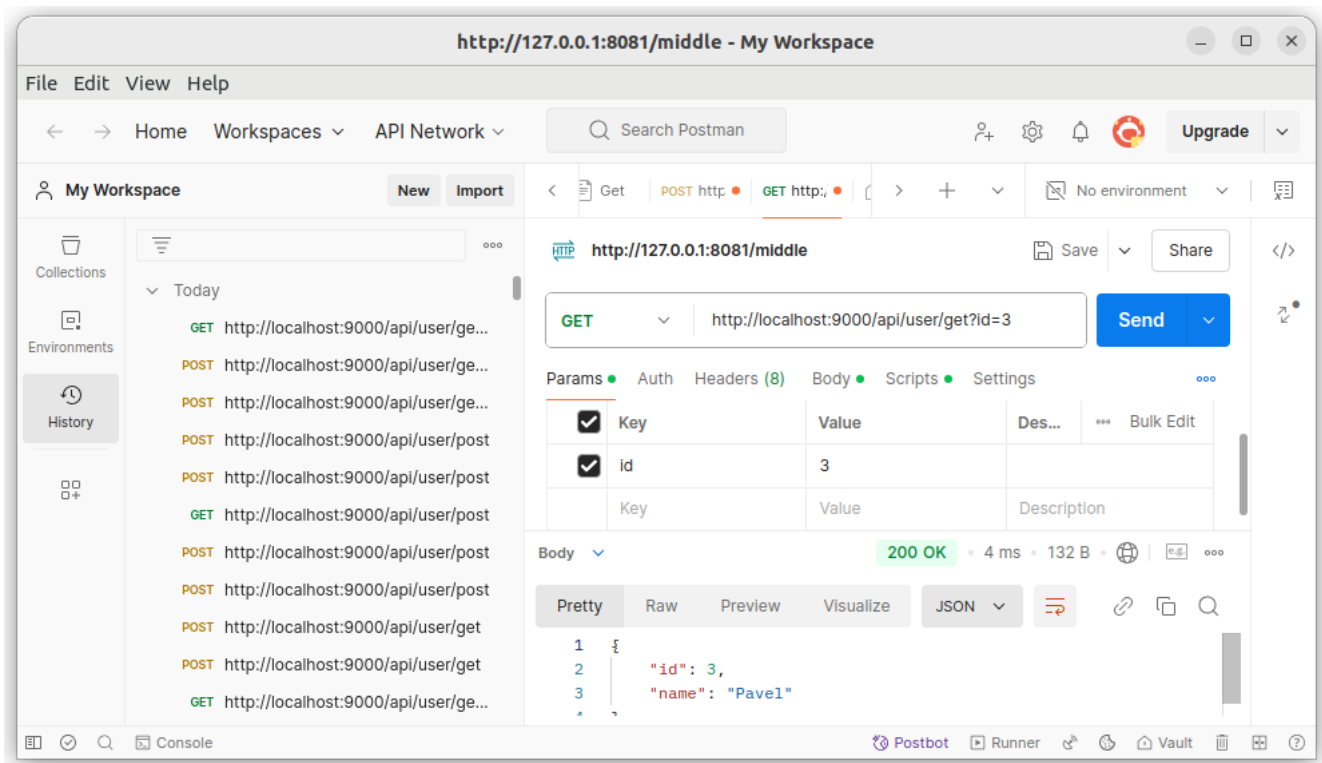 http://127.0.0.1:8081/middle - My Workspace
File Edit View Help
Home Workspaces API Network Search Postman Upgrade
My Workspace New Import
Get POST http GET http:/ No environment
Collections
Environments
History
Today
GET http://localhost:9000/api/user/ge...
POST http://localhost:9000/api/user/ge...
POST http://localhost:9000/api/user/ge...
POST http://localhost:9000/api/user/post
POST http://localhost:9000/api/user/post
GET http://localhost:9000/api/user/post
POST http://localhost:9000/api/user/post
POST http://localhost:9000/api/user/post
POST http://localhost:9000/api/user/get
POST http://localhost:9000/api/user/get
GET http://localhost:9000/api/user/ge...
HTTP http://127.0.0.1:8081/middle Save Share </>
GET http://localhost:9000/api/user/get?id=3 Send
Params Auth Headers (8) Body Scripts Settings
Key Value Des... Bulk Edit
id 3
Key Value Description
Body 200 OK 4 ms 132 B e.g.
Pretty Raw Preview Visualize JSON
1 {
2 "id": 3,
3 "name": "Pavel"
Console Postbot Runner Vault